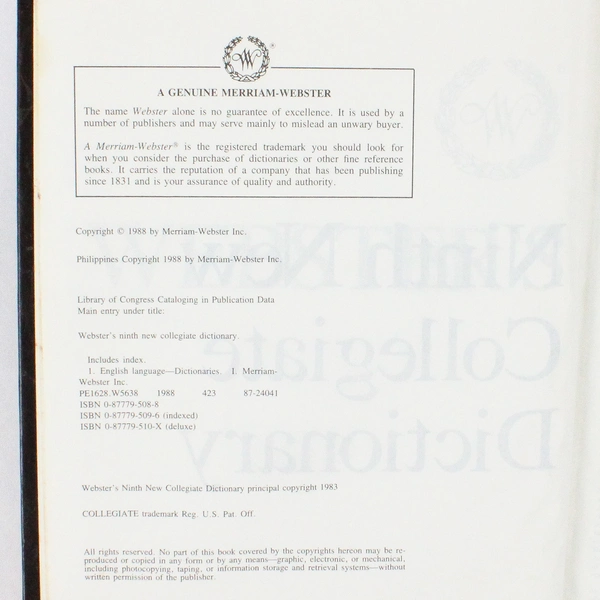 A GENUINE MERRIAM-WEBSTER
The name Webster alone is no guarantee of excellence. It is used by a
number of publishers and may serve mainly to mislead an unwary buyer.
A Merriam-Webster® is the registered trademark you should look for
when you consider the purchase of dictionaries or other fine reference
books. It carries the reputation of a company that has been publishing
since 1831 and is your assurance of quality and authority.
Copyright © 1988 by Merriam-Webster Inc.
Philippines Copyright 1988 by Merriam-Webster Inc.
Library of Congress Cataloging in Publication Data
Main entry under title:
Webster's ninth new collegiate dictionary.
Includes index.
1. English language—Dictionaries. I. Merriam-
Webster Inc.
PE1628.W5638 1988 423 87-24041
ISBN 0-87779-508-8
ISBN 0-87779-509-6 (indexed)
ISBN 0-87779-510-X (deluxe)
Webster's Ninth New Collegiate Dictionary principal copyright 1983
COLLEGIATE trademark Reg. U.S. Pat. Off.
All rights reserved. No part of this book covered by the copyrights hereon may be re-
produced or copied in any form or by any means—graphic, electronic, or mechanical,
including photocopying, taping, or information storage and retrieval systems—without
written permission of the publisher.
Ninth New
Collegiate
Dictionary